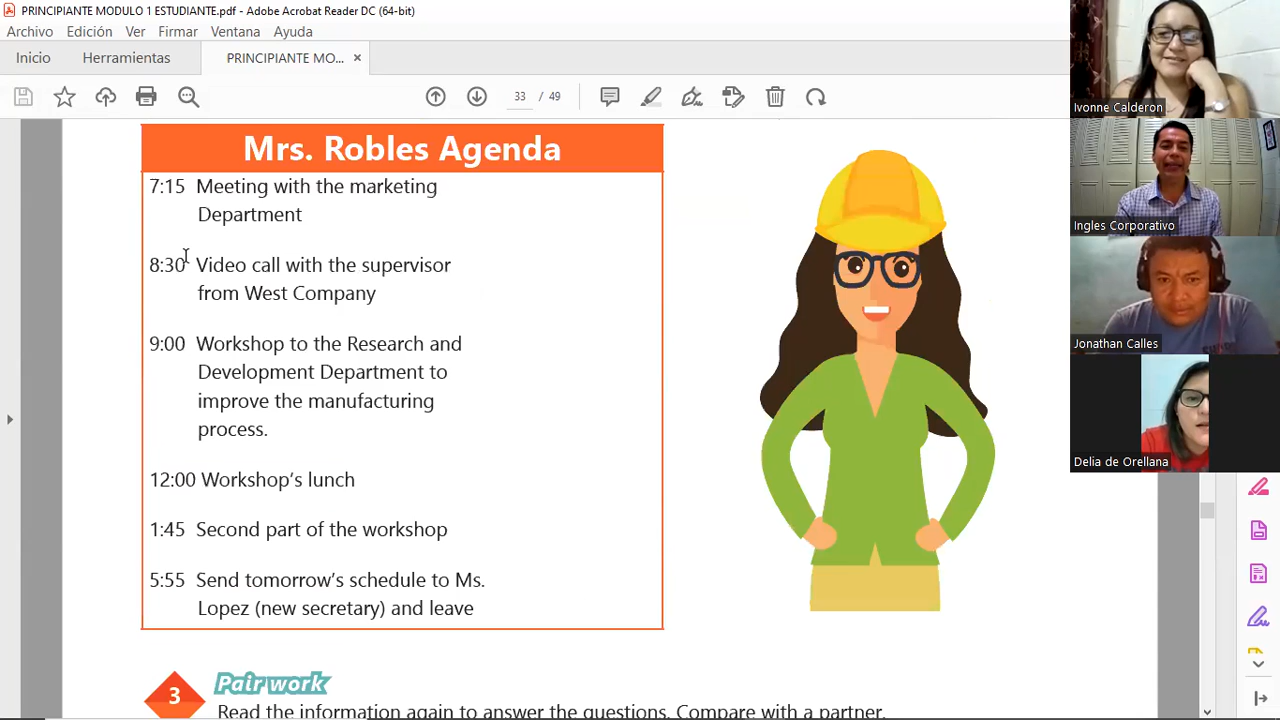 PRINCIPIANTE MODULO 1 ESTUDIANTE.pdf - Adobe Acrobat Reader DC (64-bit)
Archivo Edición Ver Firmar Ventana Ayuda
Inicio Herramientas PRINCIPIANTE MO... ×
33 / 49
Mrs. Robles Agenda
7:15 Meeting with the marketing
Department
8:30 Video call with the supervisor
from West Company
9:00 Workshop to the Research and
Development Department to
improve the manufacturing
process.
12:00 Workshop's lunch
1:45 Second part of the workshop
5:55 Send tomorrow's schedule to Ms.
Lopez (new secretary) and leave
3 Pair work
Read the information again to answer the questions. Compare with a partner.
Ivonne Calderon
Ingles Corporativo
Jonathan Calles
Delia de Orellana